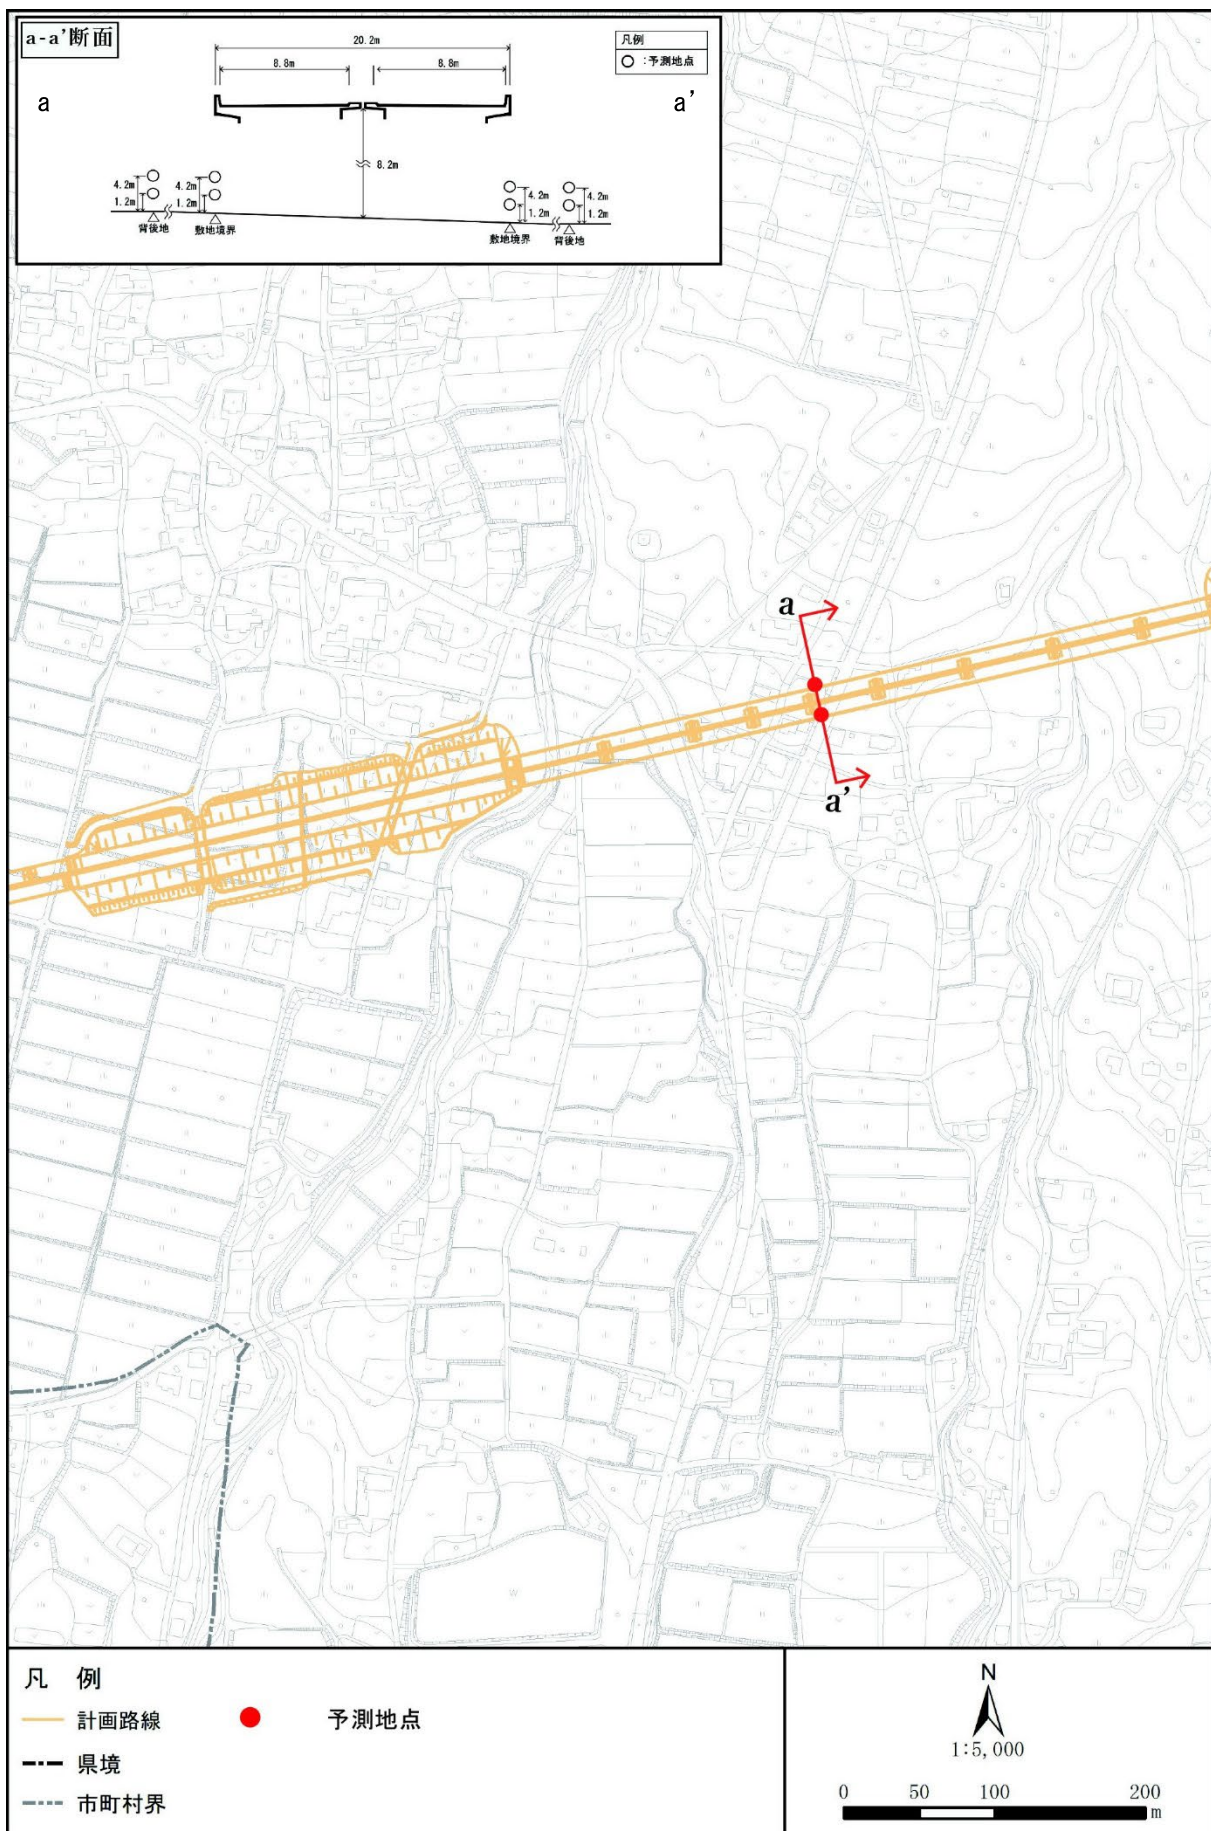 a-a'断面
20.2m
凡例
8.8m 8.8m
○ :予測地点
a a'
8.2m
4.2m 4.2m 4.2m 4.2m
1.2m 1.2m 1.2m 1.2m
背後地 敷地境界 敷地境界 背後地
a
a'
W
W
凡 例
計画路線 予測地点
県境
市町村界
N
1:5,000
0 50 100 200
m